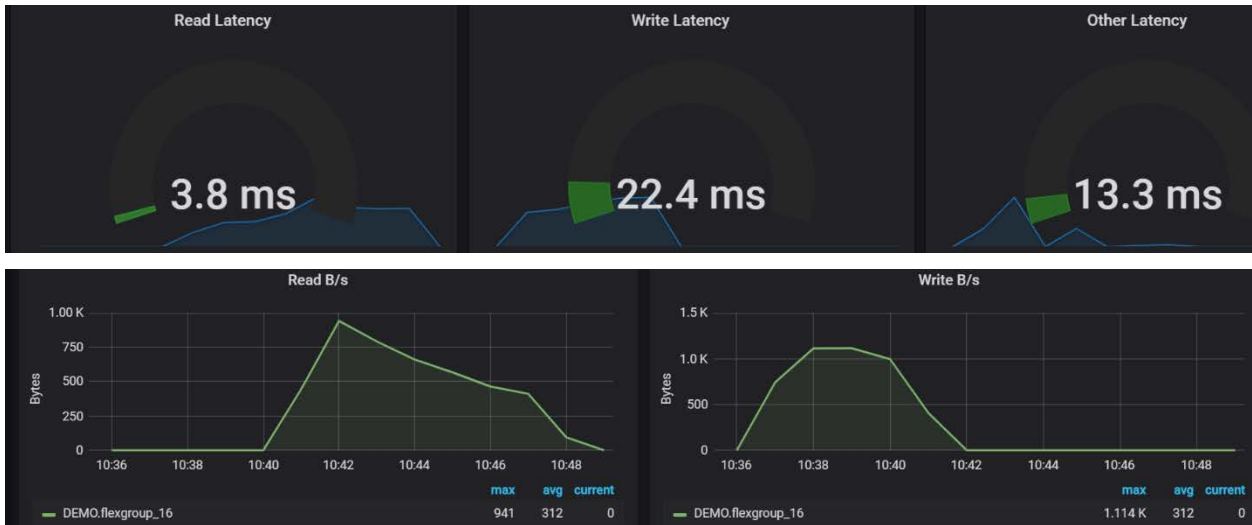 Read Latency
Write Latency
Other Latency
3.8 ms
22.4 ms
13.3 ms
Read B/s
1.00 K
750
500
250
0
Bytes
10:36 10:38 10:40 10:42 10:44 10:46 10:48
max avg current
DEMO.flexgroup_16 941 312 0
Write B/s
1.5 K
1.0 K
500
0
Bytes
10:36 10:38 10:40 10:42 10:44 10:46 10:48
max avg current
DEMO.flexgroup_16 1.114 K 312 0